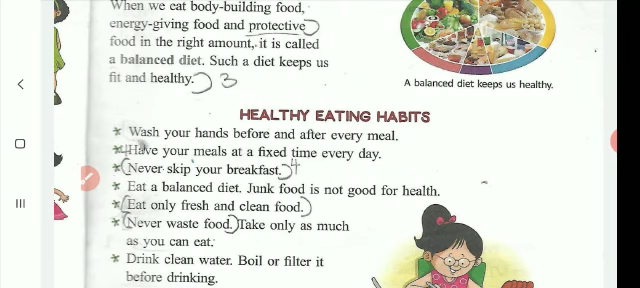 When we eat body-building food,
energy-giving food and protective
food in the right amount, it is called
a balanced diet. Such a diet keeps us
fit and healthy. 3
A balanced diet keeps us healthy.
HEALTHY EATING HABITS
* Wash your hands before and after every meal.
* Have your meals at a fixed time every day.
* (Never skip your breakfast.) 4
* Eat a balanced diet. Junk food is not good for health.
* (Eat only fresh and clean food.)
* (Never waste food.) Take only as much
as you can eat.
* Drink clean water. Boil or filter it
before drinking.